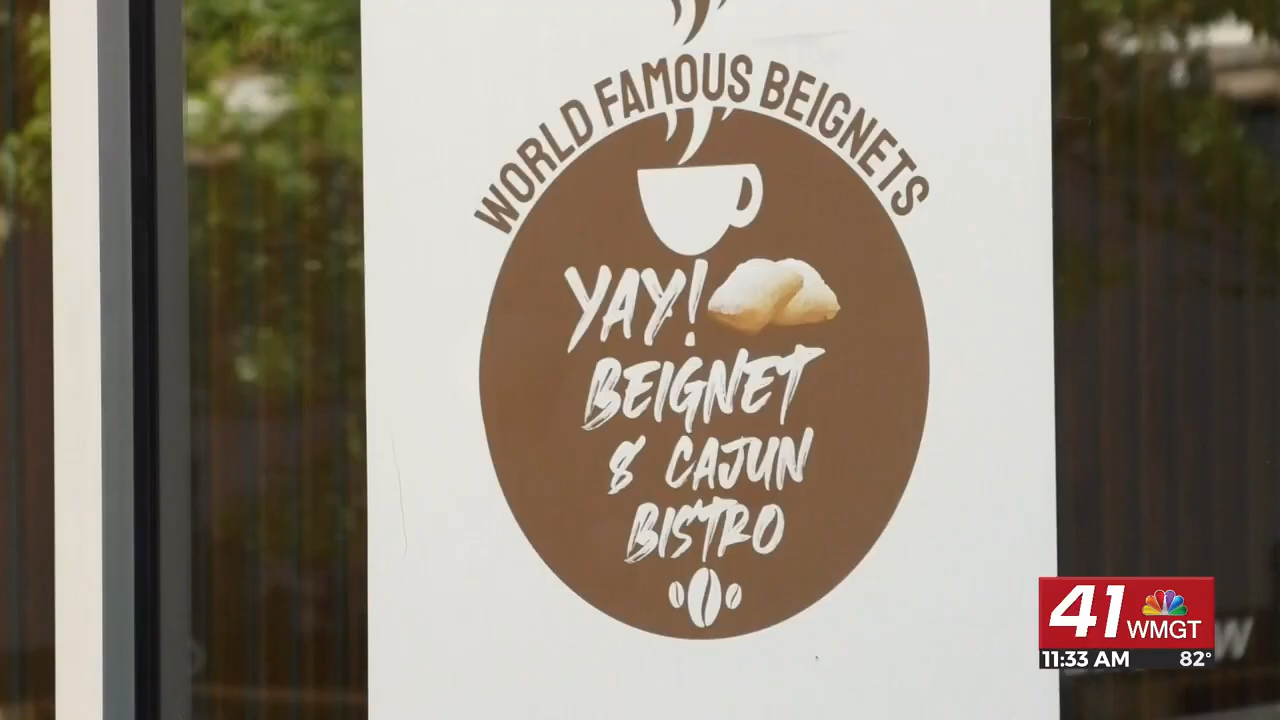 WORLD FAMOUS BEIGNETS
YAY!
BEIGNET
& CAJUN
BISTRO
41
WMGT
11:33 AM 82°